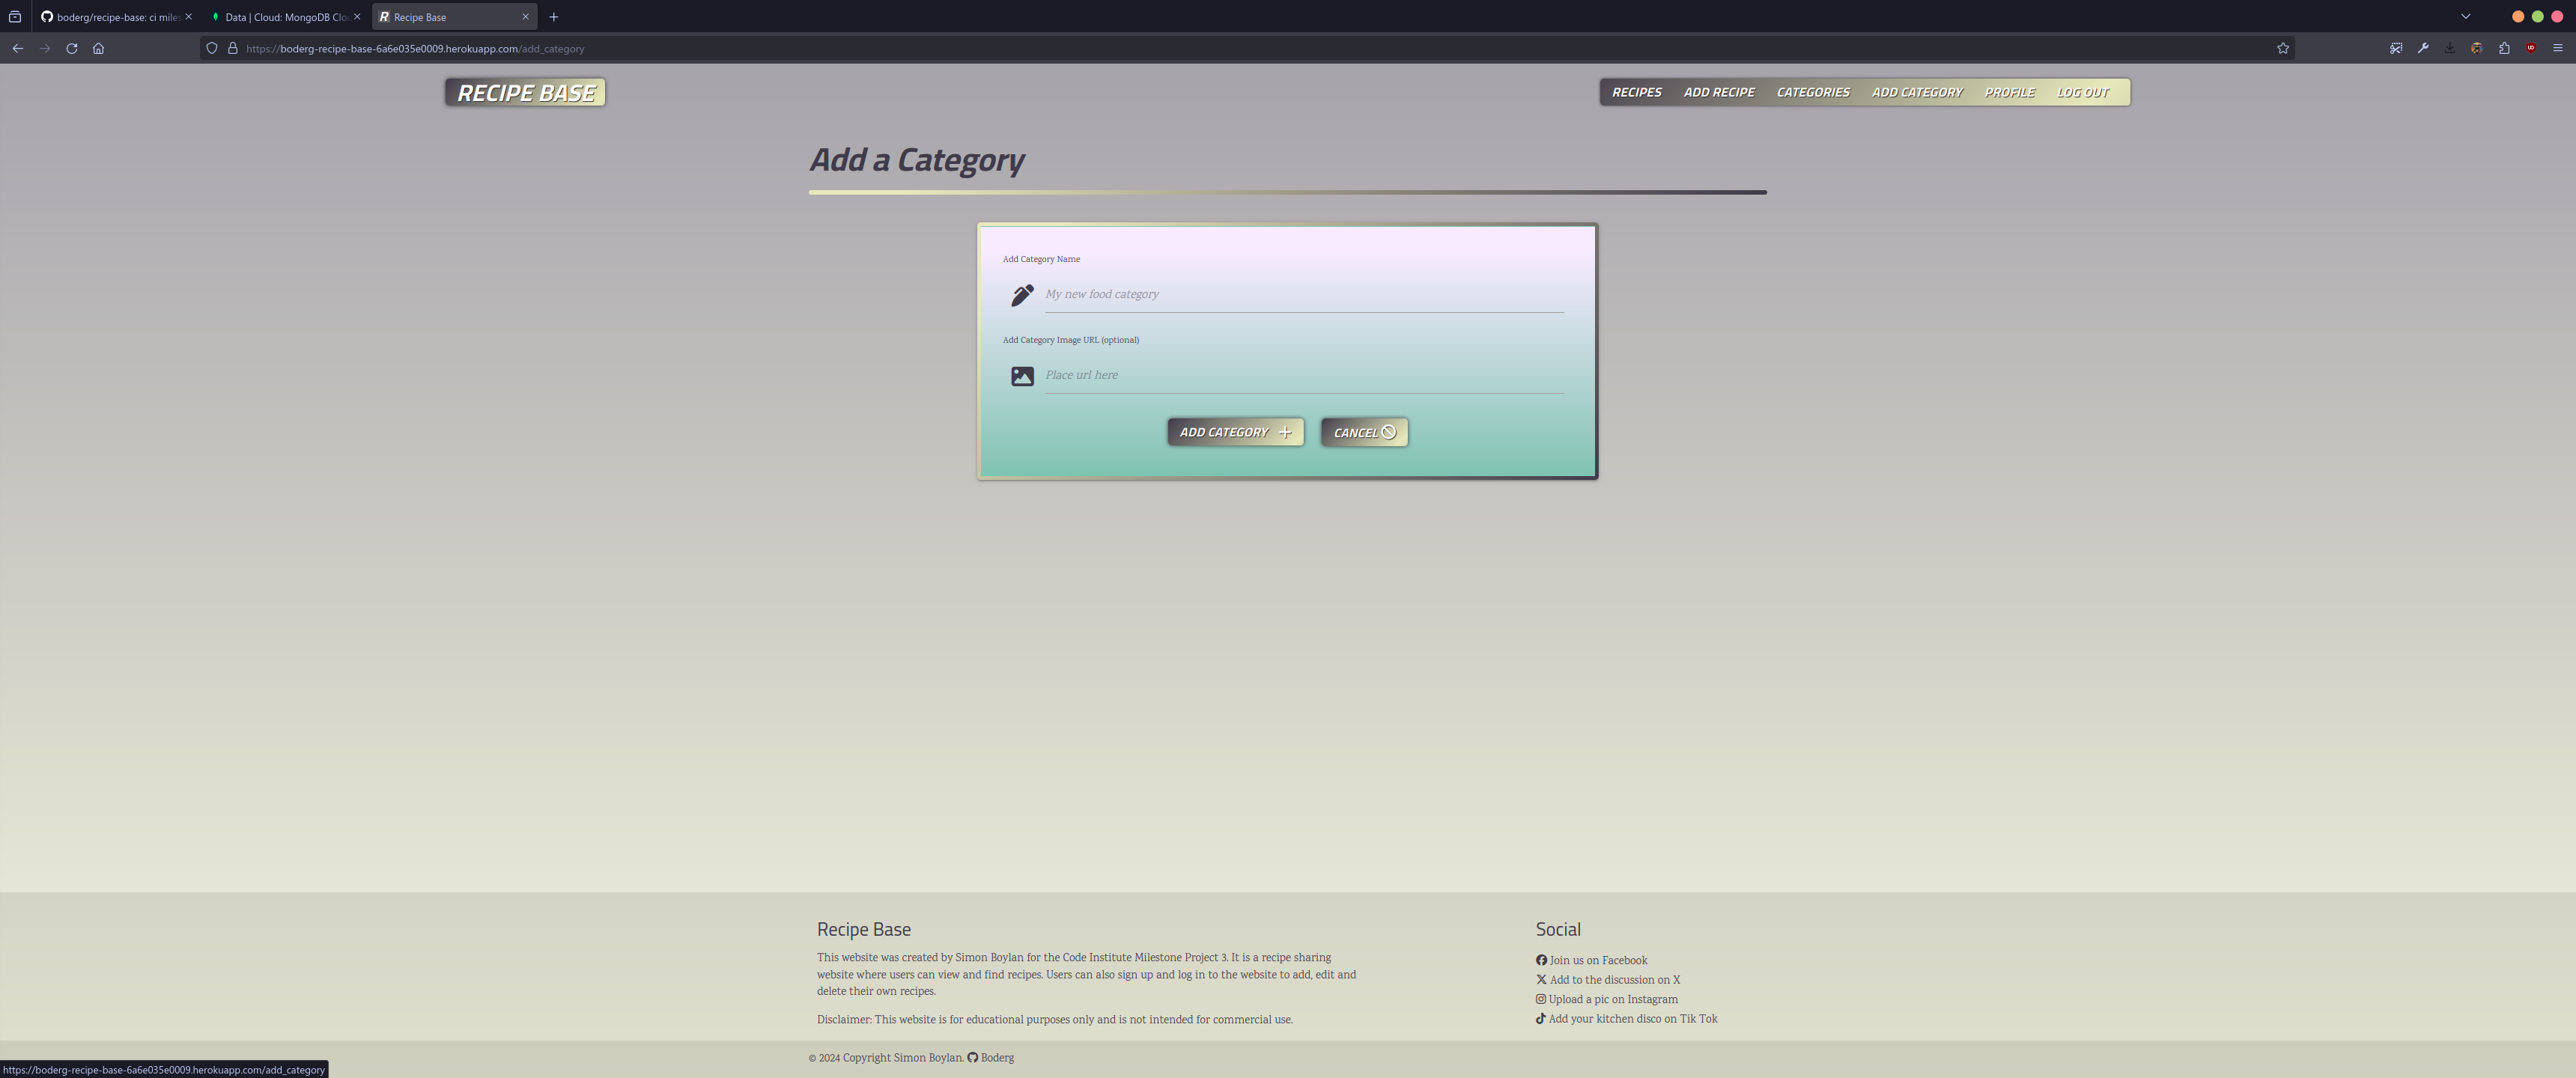 boderg/recipe-base: ci miles
Data | Cloud: MongoDB Clo
Recipe Base
https://boderg-recipe-base-6a6e035e0009.herokuapp.com/add_category
RECIPE BASE
RECIPES ADD RECIPE CATEGORIES ADD CATEGORY PROFILE LOG OUT
Add a Category
Add Category Name
My new food category
Add Category Image URL (optional)
Place url here
ADD CATEGORY CANCEL
Recipe Base
This website was created by Simon Boylan for the Code Institute Milestone Project 3. It is a recipe sharing
website where users can view and find recipes. Users can also sign up and log in to the website to add, edit and
delete their own recipes.
Disclaimer: This website is for educational purposes only and is not intended for commercial use.
Social
Join us on Facebook
Add to the discussion on X
Upload a pic on Instagram
Add your kitchen disco on Tik Tok
© 2024 Copyright Simon Boylan. Boderg
https://boderg-recipe-base-6a6e035e0009.herokuapp.com/add_category